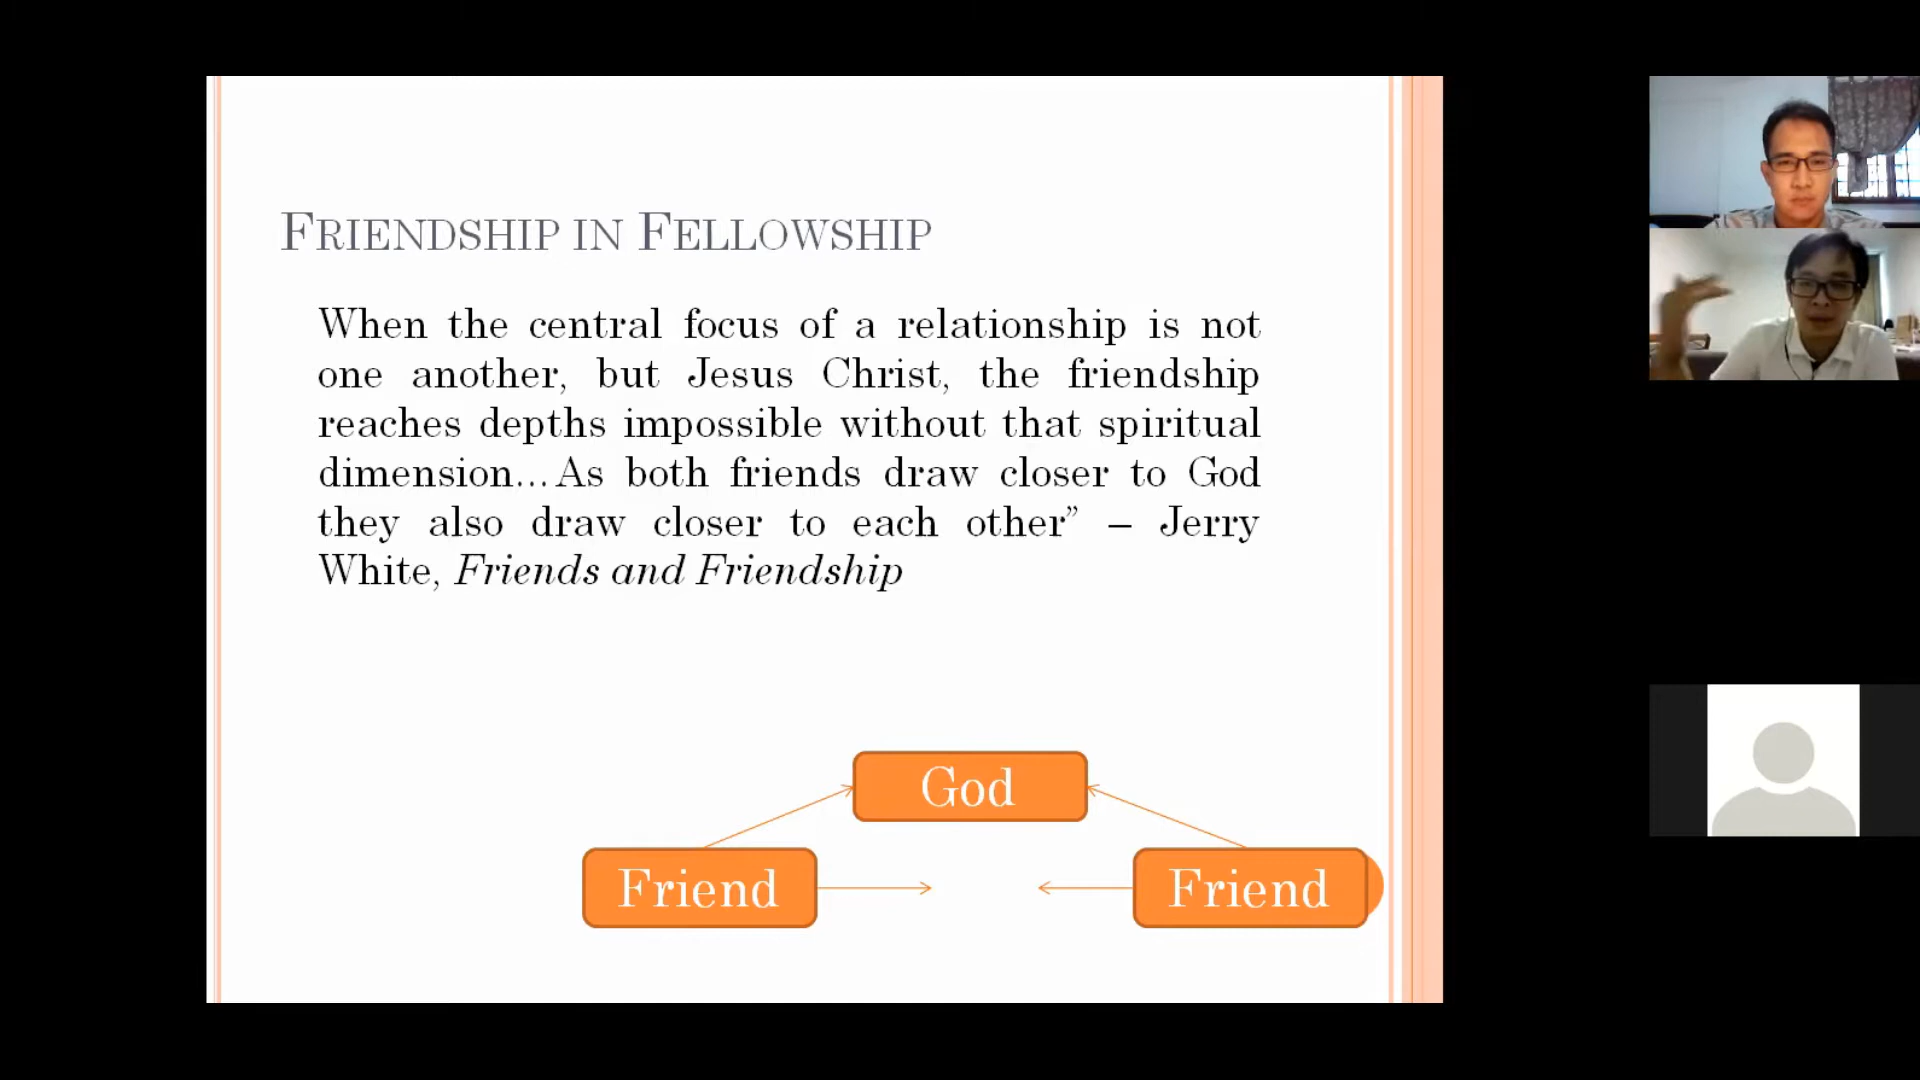 FRIENDSHIP IN FELLOWSHIP
When the central focus of a relationship is not
one another, but Jesus Christ, the friendship
reaches depths impossible without that spiritual
dimension…As both friends draw closer to God
they also draw closer to each other” – Jerry
White, Friends and Friendship
God
Friend
Friend